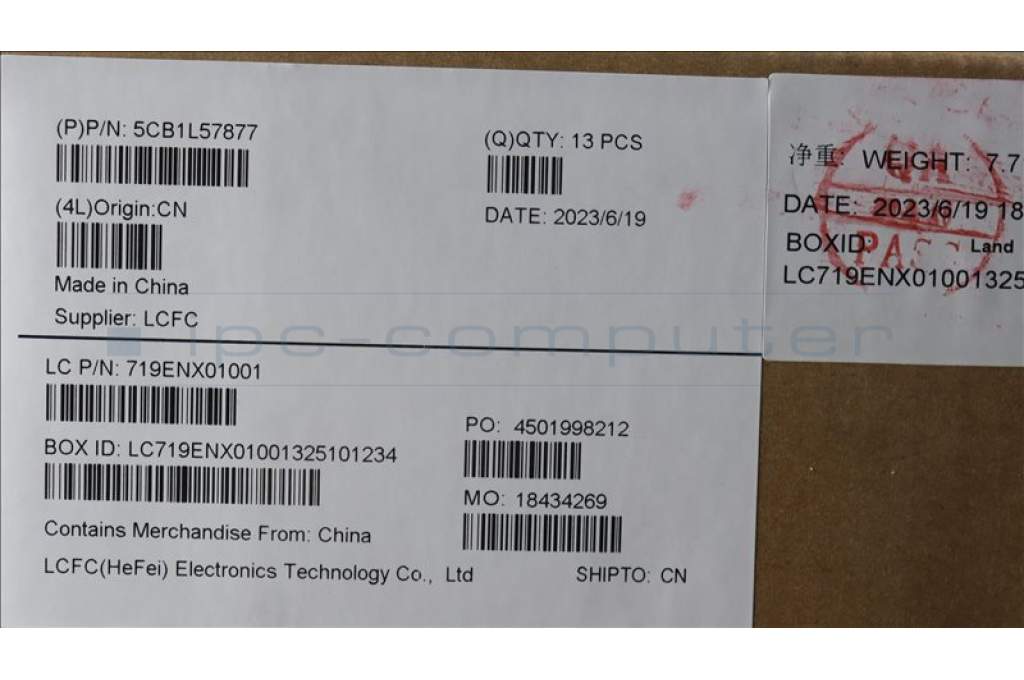 (P)P/N: 5CB1L57877
(Q)QTY: 13 PCS
(4L)Origin:CN
DATE: 2023/6/19
Made in China
Supplier: LCFC
净重: WEIGHT: 7.7
DATE: 2023/6/19 18
BOXID: Land
LC719ENX01001325
PASS
ipc-computer
LC P/N: 719ENX01001
PO: 4501998212
BOX ID: LC719ENX01001325101234
MO: 18434269
Contains Merchandise From: China
LCFC(HeFei) Electronics Technology Co., Ltd
SHIPTO: CN